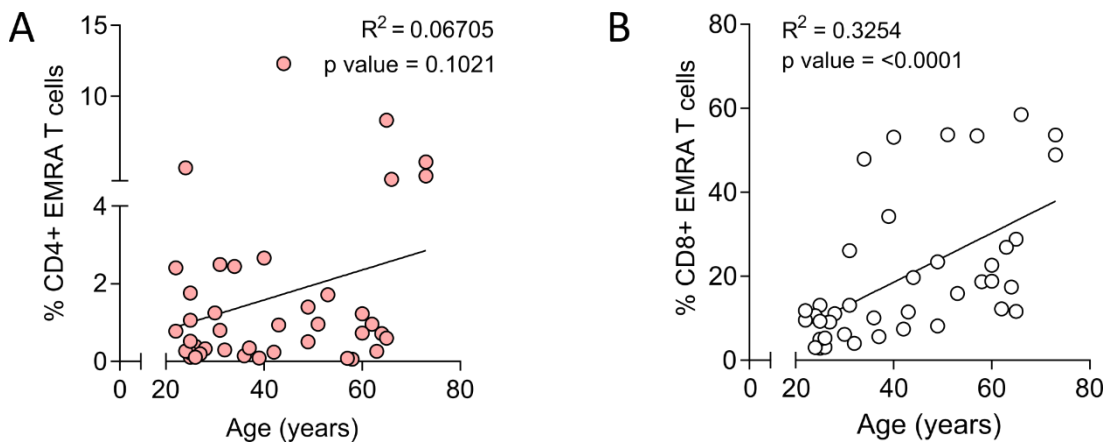 A
R² = 0.06705
p value = 0.1021
% CD4+ EMRA T cells
15
10
4
2
0
0 20 40 60 80
Age (years)
B
R² = 0.3254
p value = <0.0001
% CD8+ EMRA T cells
80
60
40
20
0
0 20 40 60 80
Age (years)